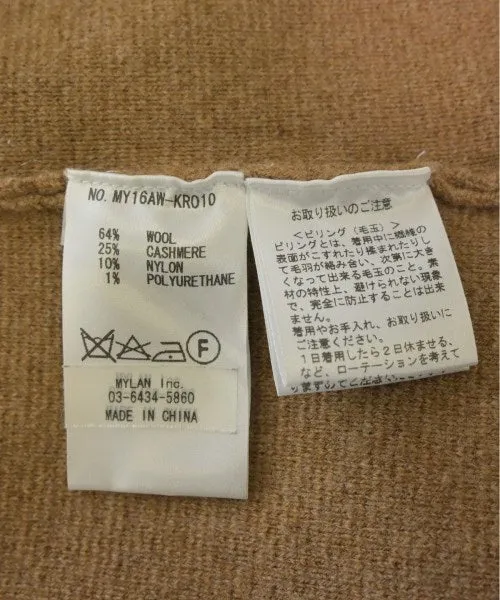 NO. MY16AW-KR010
64% WOOL
25% CASHMERE
10% NYLON
1% POLYURETHANE
F
MYLAN Inc.
03-6434-5860
MADE IN CHINA
お取り扱いのご注意
＜ピリング（毛玉）＞
ピリングとは、着用中に繊維の
表面がこすれたり揉まれたりし
て毛羽が絡み合い、次第に大き
くなって出来る毛玉のこと。素
材の特性上、避けられない現象
で、完全に防止することは出来
ません。
着用やお手入れ、お取り扱いに
ご注意ください。
1日着用したら2日休ませる、
など、ローテーションを考えて